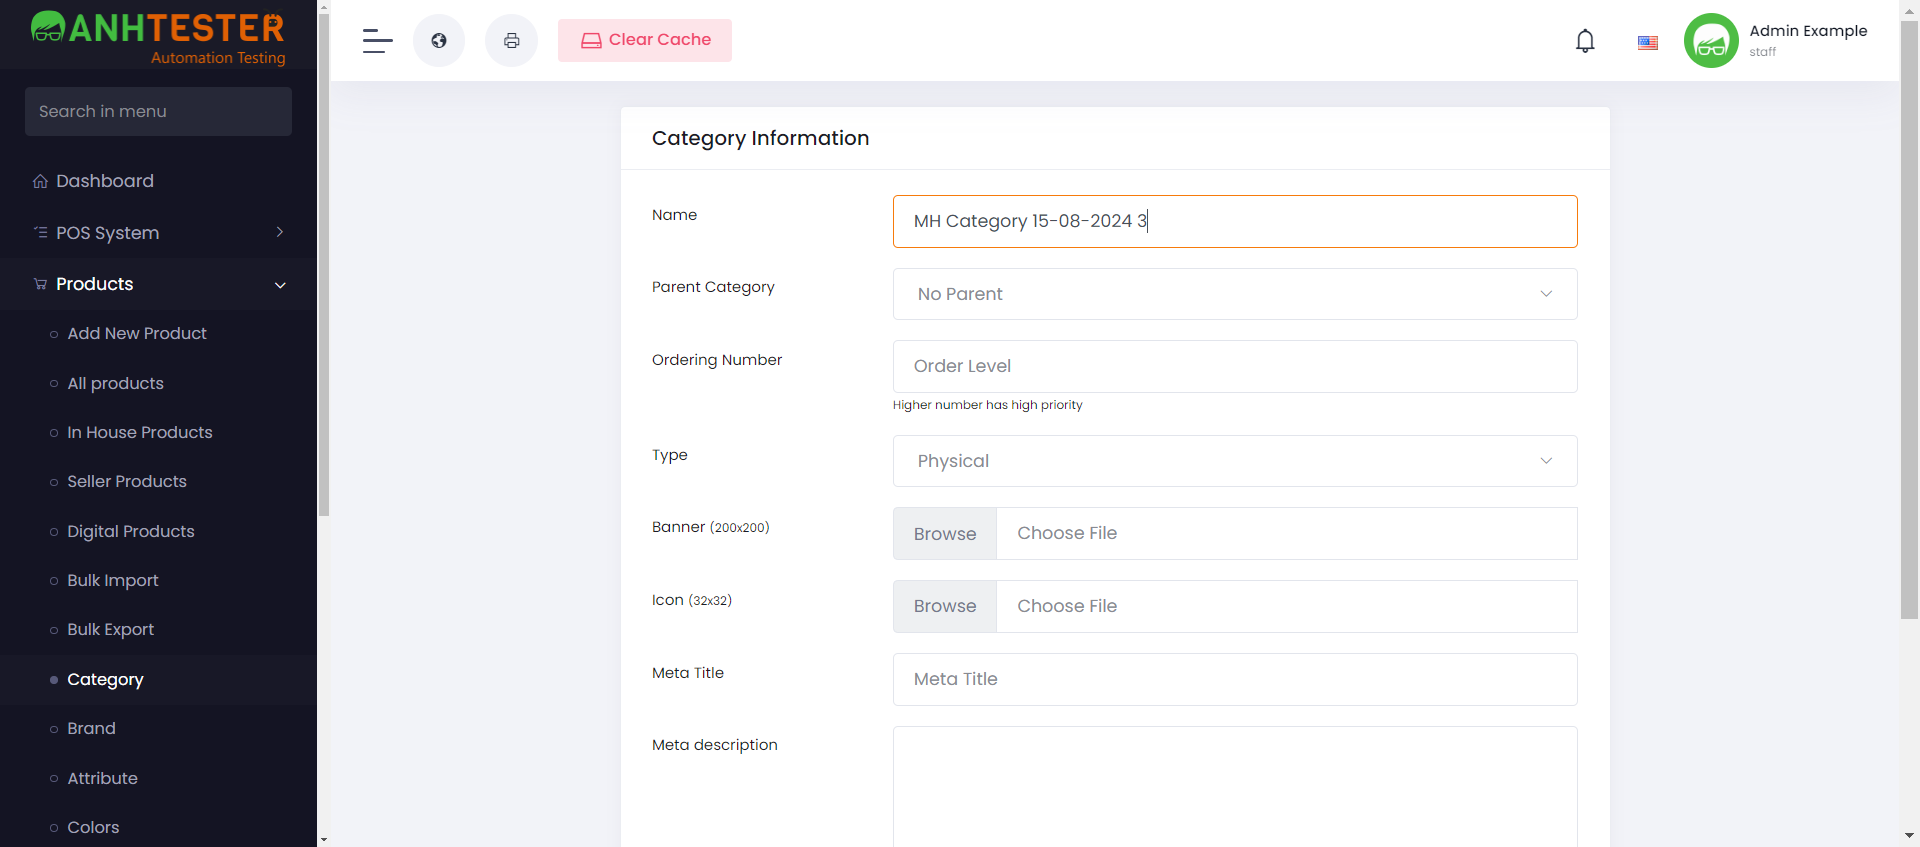 ANHTESTER
Automation Testing
Search in menu
Dashboard
POS System
Products
Add New Product
All products
In House Products
Seller Products
Digital Products
Bulk Import
Bulk Export
Category
Brand
Attribute
Colors
Clear Cache
Admin Example
staff
Category Information
Name
MH Category 15-08-2024 3
Parent Category
No Parent
Ordering Number
Order Level
Higher number has high priority
Type
Physical
Banner (200x200)
Browse Choose File
Icon (32x32)
Browse Choose File
Meta Title
Meta Title
Meta description